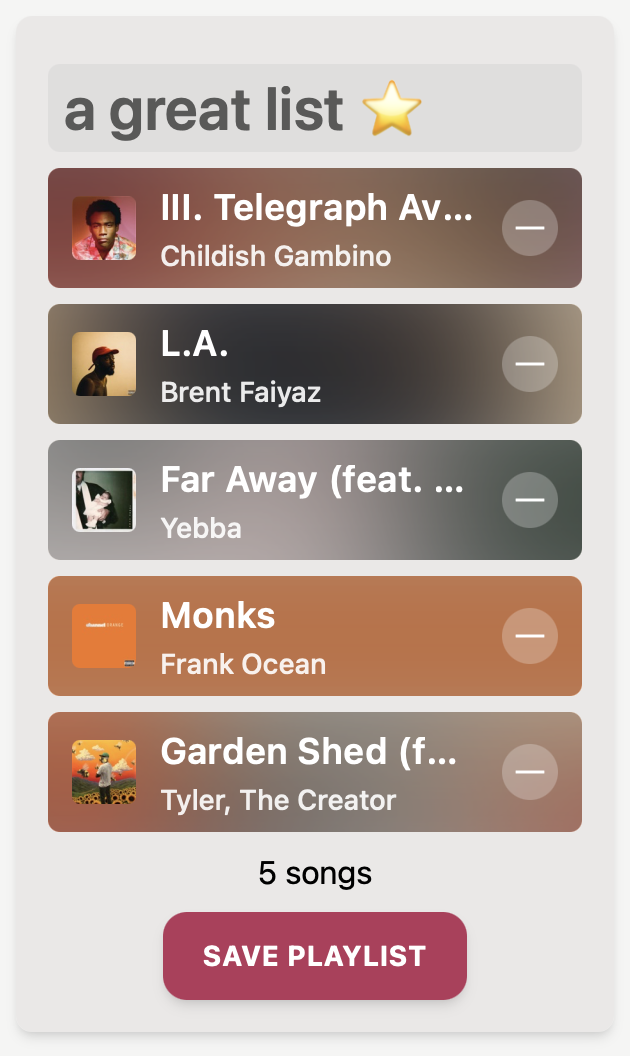 a great list ⭐
III. Telegraph Av...
Childish Gambino
L.A.
Brent Faiyaz
Far Away (feat. ...
Yebba
Monks
Frank Ocean
Garden Shed (f...
Tyler, The Creator
5 songs
SAVE PLAYLIST